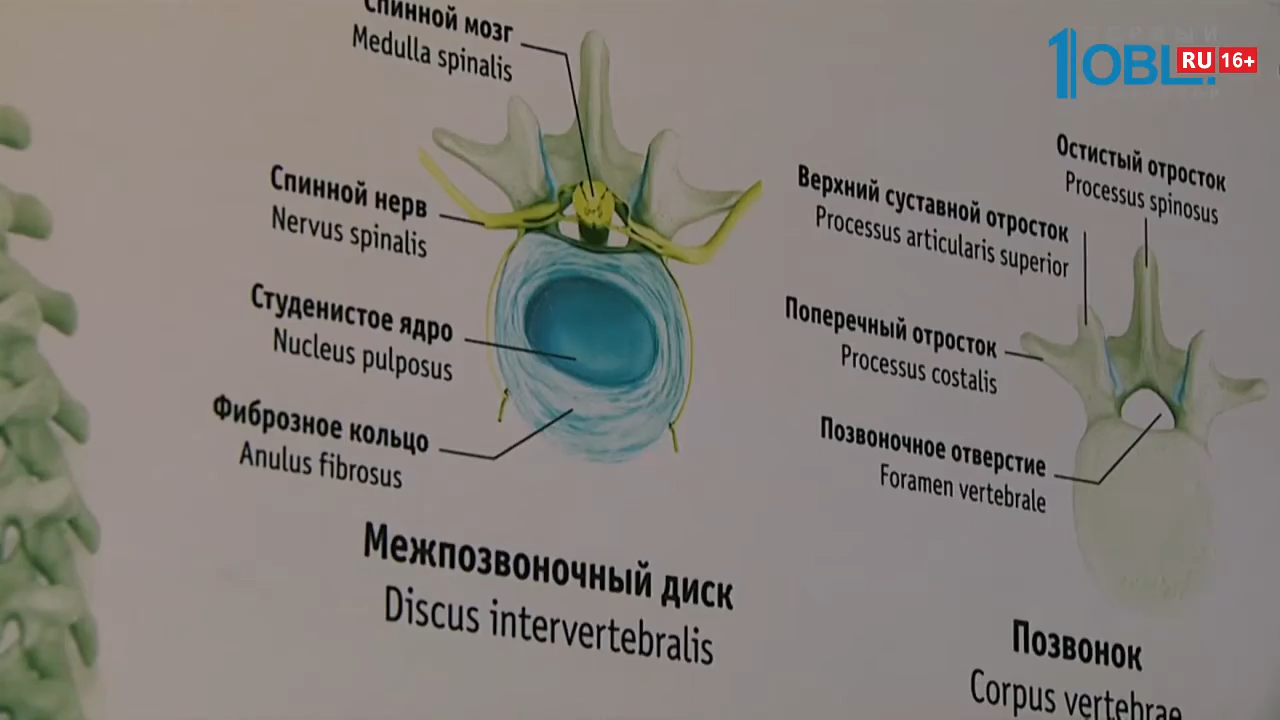 Спинной мозг
Medulla spinalis
Спинной нерв
Nervus spinalis
Студенистое ядро
Nucleus pulposus
Фиброзное кольцо
Anulus fibrosus
Межпозвоночный диск
Discus intervertebralis
1OBL.
RU 16+
Остистый отросток
Processus spinosus
Верхний суставной отросток
Processus articularis superior
Поперечный отросток
Processus costalis
Позвоночное отверстие
Foramen vertebrale
Позвонок
Corpus vertebrae